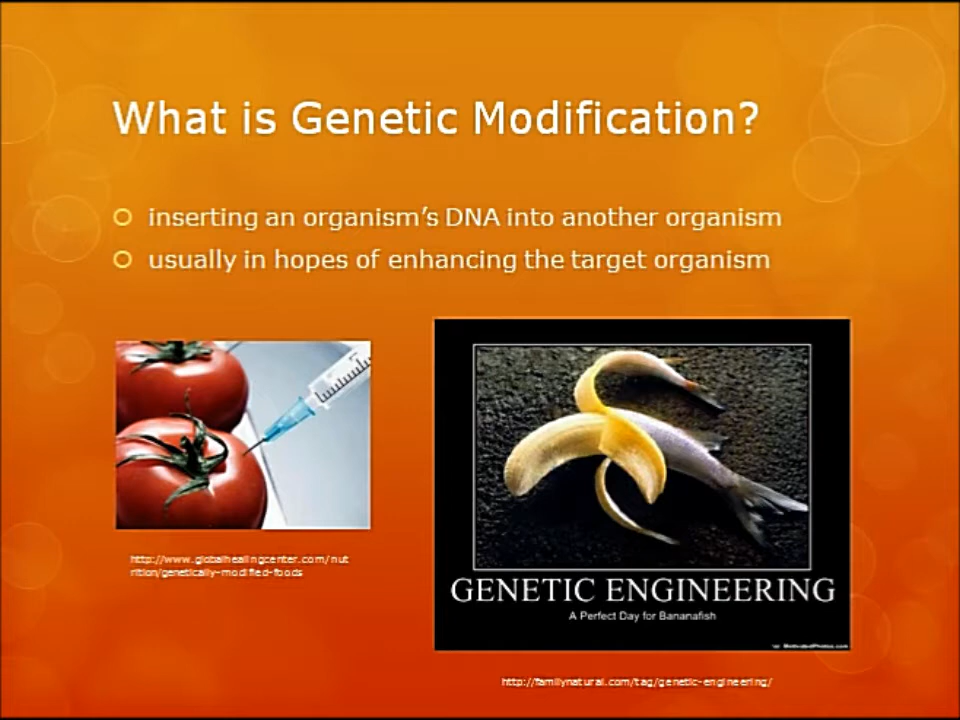 What is Genetic Modification?
inserting an organism's DNA into another organism
usually in hopes of enhancing the target organism
http://www.globalhealingcenter.com/nut
rition/genetically-modified-foods
GENETIC ENGINEERING
A Perfect Day for Bananafish
MotivatedPhotos.com
http://familynatural.com/tag/genetic-engineering/